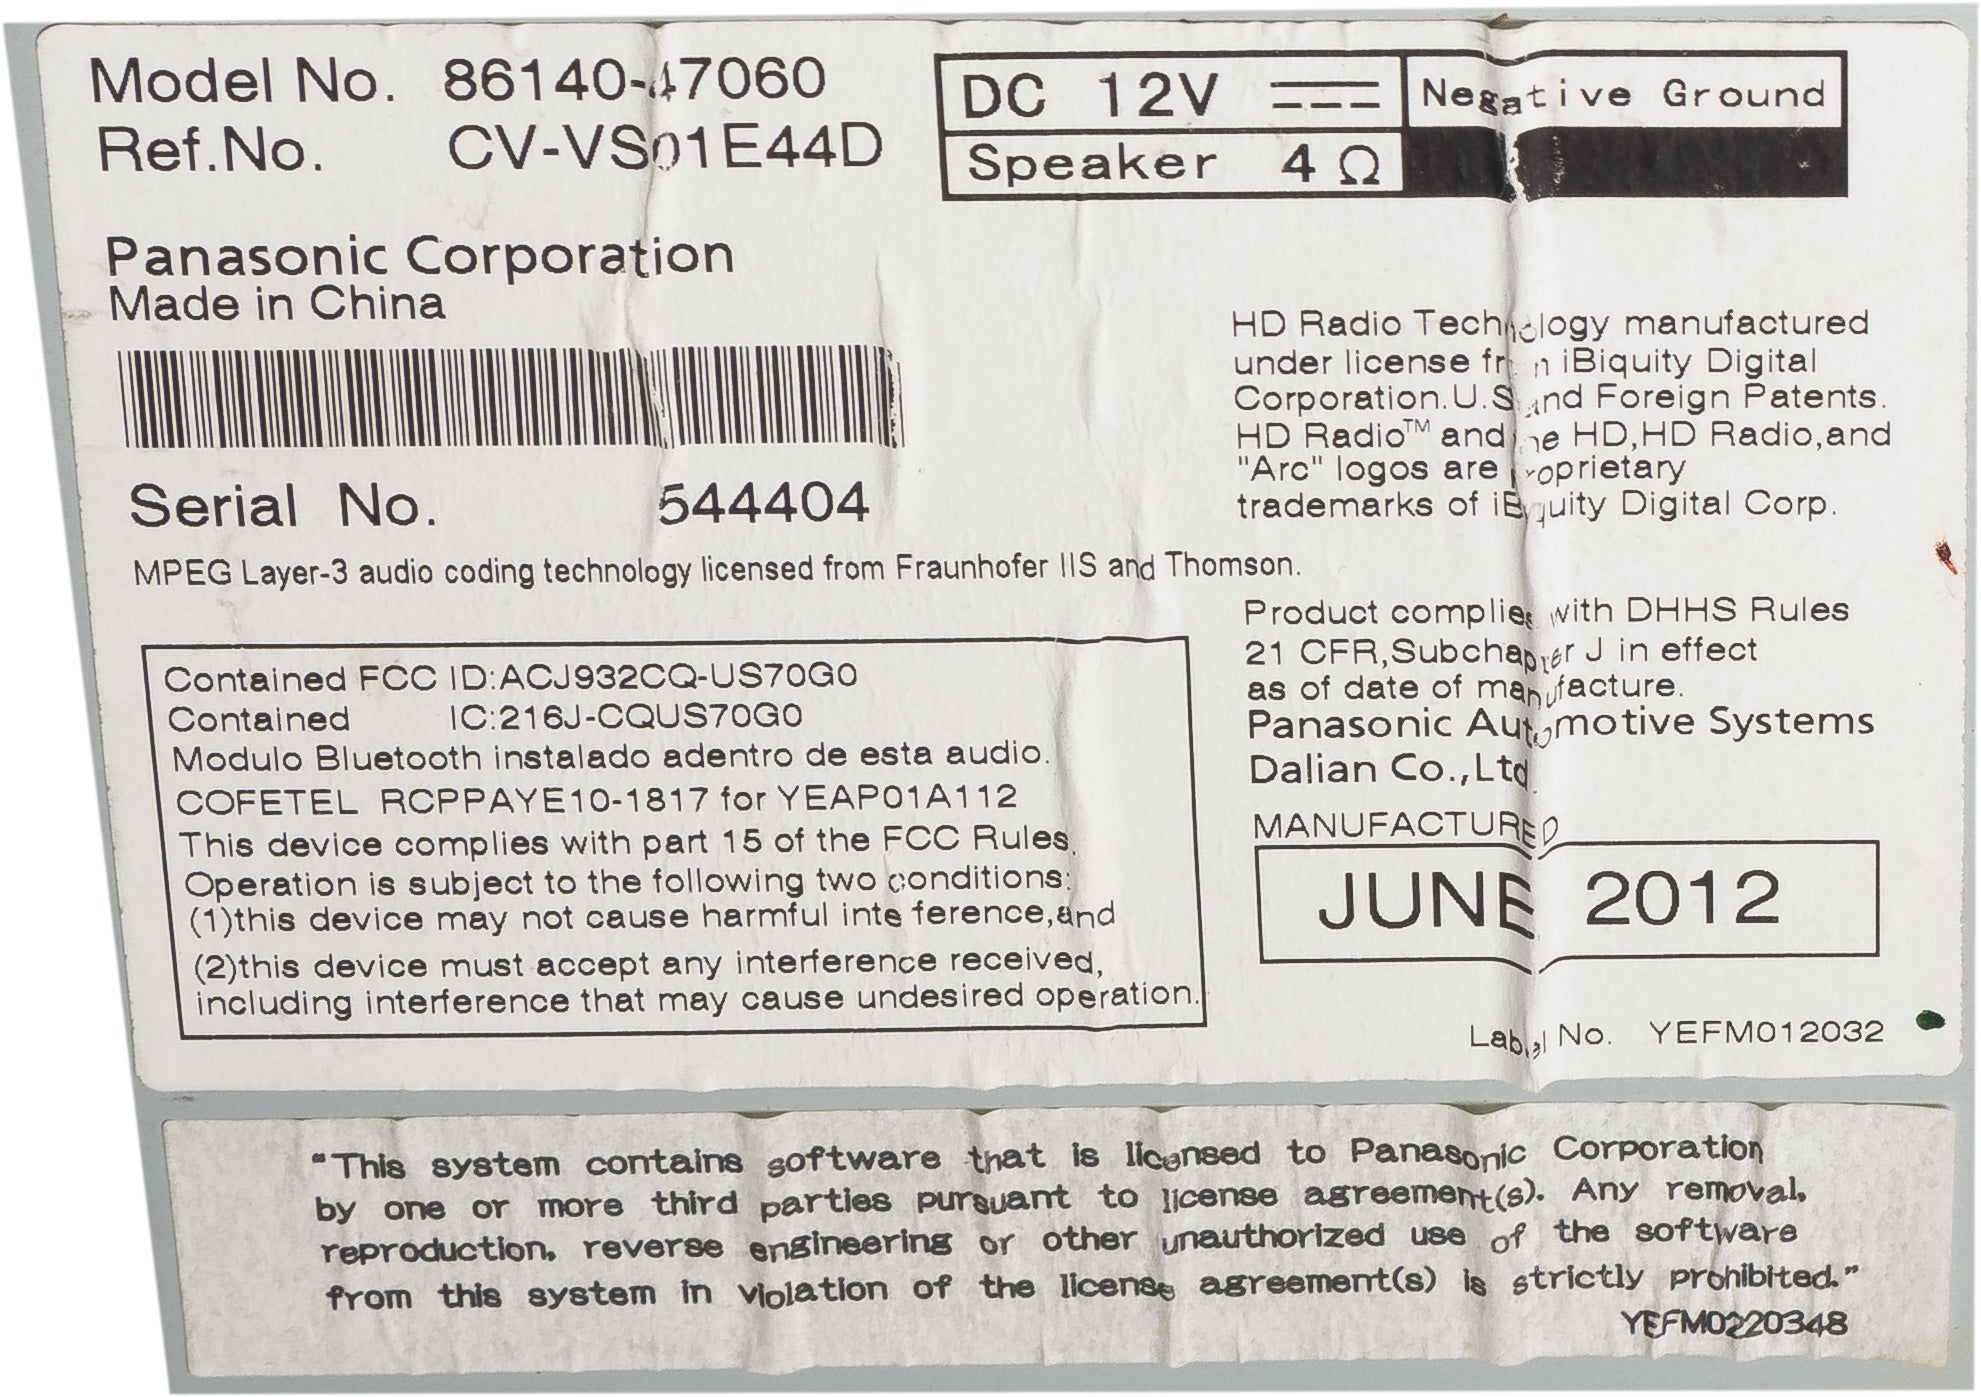 Model No. 86140-47060
Ref.No. CV-VS01E44D
DC 12V Negative Ground
Speaker 4 Ω
Panasonic Corporation
Made in China
Serial No. 544404
HD Radio Technology manufactured
under license from iBiquity Digital
Corporation.U.S.and Foreign Patents.
HD Radio™ and the HD,HD Radio,and
"Arc" logos are proprietary
trademarks of iBiquity Digital Corp.
MPEG Layer-3 audio coding technology licensed from Fraunhofer IIS and Thomson.
Contained FCC ID:ACJ932CQ-US70G0
Contained IC:216J-CQUS70G0
Modulo Bluetooth instalado adentro de esta audio.
COFETEL RCPPAYE10-1817 for YEAP01A112
This device complies with part 15 of the FCC Rules.
Operation is subject to the following two conditions:
(1)this device may not cause harmful interference,and
(2)this device must accept any interference received,
including interference that may cause undesired operation.
Product complies with DHHS Rules
21 CFR,Subchapter J in effect
as of date of manufacture.
Panasonic Automotive Systems
Dalian Co.,Ltd.
MANUFACTURED
JUNE 2012
Label No. YEFM012032
"This system contains software that is licensed to Panasonic Corporation
by one or more third parties pursuant to license agreement(s). Any removal,
reproduction, reverse engineering or other unauthorized use of the software
from this system in violation of the license agreement(s) is strictly prohibited."
YEFM0220348